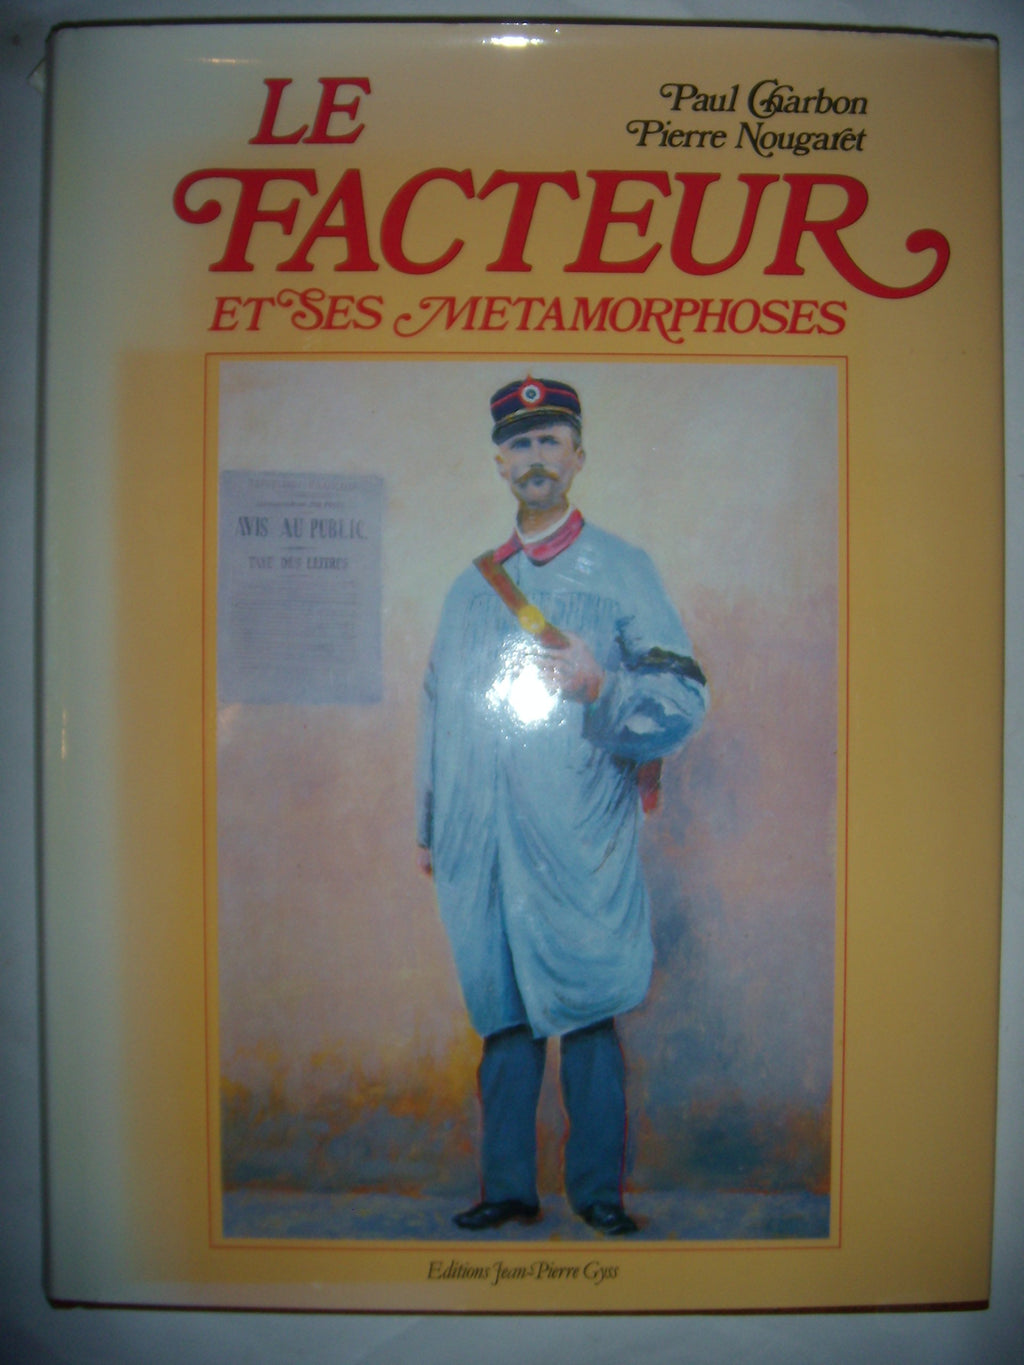 LE
Paul Charbon
Pierre Nougaret
FACTEUR
ET SES METAMORPHOSES
AVIS AU PUBLIC.
TAXE DES LETTRES
Editions Jean-Pierre Gyss